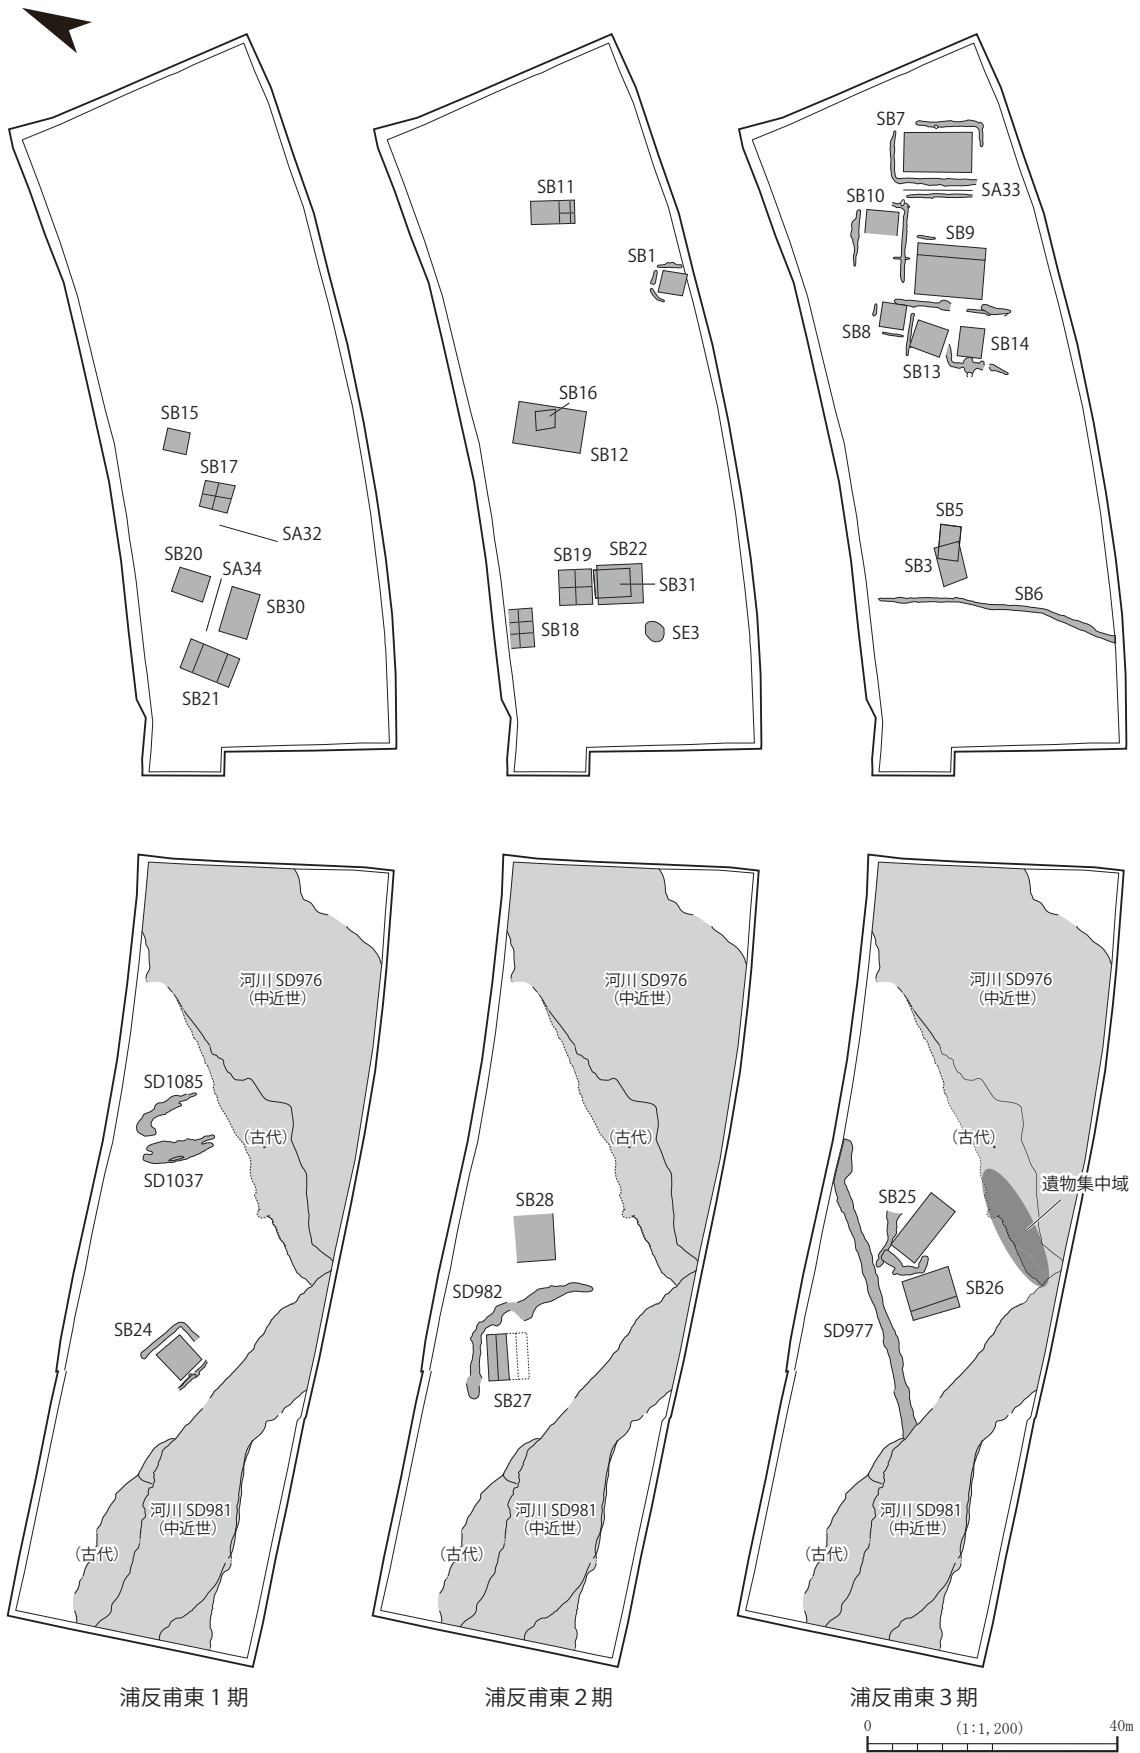 SB15
SB17
SA32
SB20
SA34
SB30
SB21
SB11
SB1
SB16
SB12
SB19
SB22
SB31
SB18
SE3
SB7
SA33
SB10
SB9
SB8
SB14
SB13
SB5
SB3
SB6
河川 SD976
（中近世）
SD1085
（古代）
SD1037
SB24
河川 SD981
（中近世）
（古代）
浦反甫東１期
河川 SD976
（中近世）
（古代）
SB28
SD982
SB27
河川 SD981
（中近世）
（古代）
浦反甫東２期
河川 SD976
（中近世）
（古代）
遺物集中域
SB25
SB26
SD977
河川 SD981
（中近世）
（古代）
浦反甫東３期
0
(1:1,200)
40m